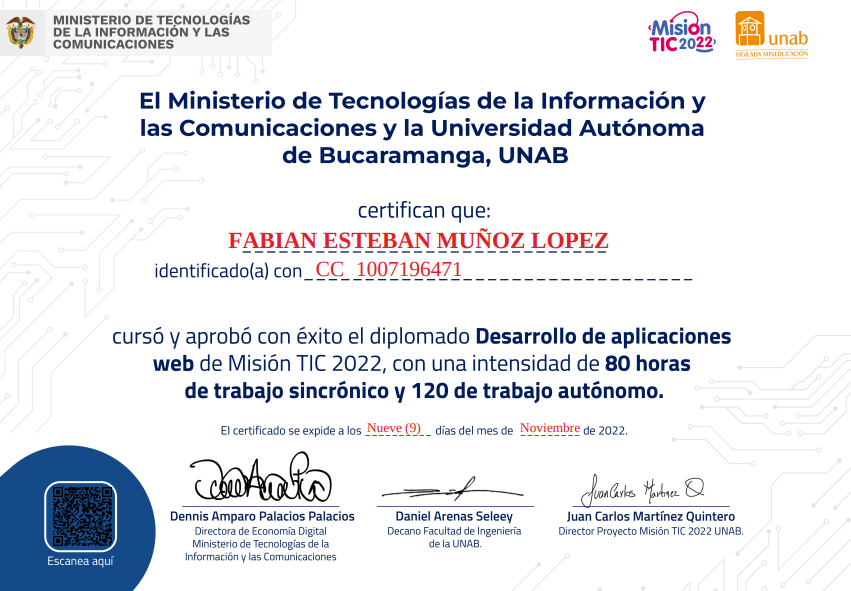 MINISTERIO DE TECNOLOGÍAS
DE LA INFORMACIÓN Y LAS
COMUNICACIONES
Misión
TIC 2022
unab
VIGILADA MINEDUCACIÓN
El Ministerio de Tecnologías de la Información y
las Comunicaciones y la Universidad Autónoma
de Bucaramanga, UNAB
certifican que:
FABIAN ESTEBAN MUÑOZ LOPEZ
identificado(a) con CC 1007196471
cursó y aprobó con éxito el diplomado Desarrollo de aplicaciones
web de Misión TIC 2022, con una intensidad de 80 horas
de trabajo sincrónico y 120 de trabajo autónomo.
El certificado se expide a los Nueve (9) días del mes de Noviembre de 2022.
Juan Carlos Martínez Q
Dennis Amparo Palacios Palacios
Directora de Economía Digital
Ministerio de Tecnologías de la
Información y las Comunicaciones
Daniel Arenas Seleey
Decano Facultad de Ingeniería
de la UNAB.
Juan Carlos Martínez Quintero
Director Proyecto Misión TIC 2022 UNAB.
Escanea aquí